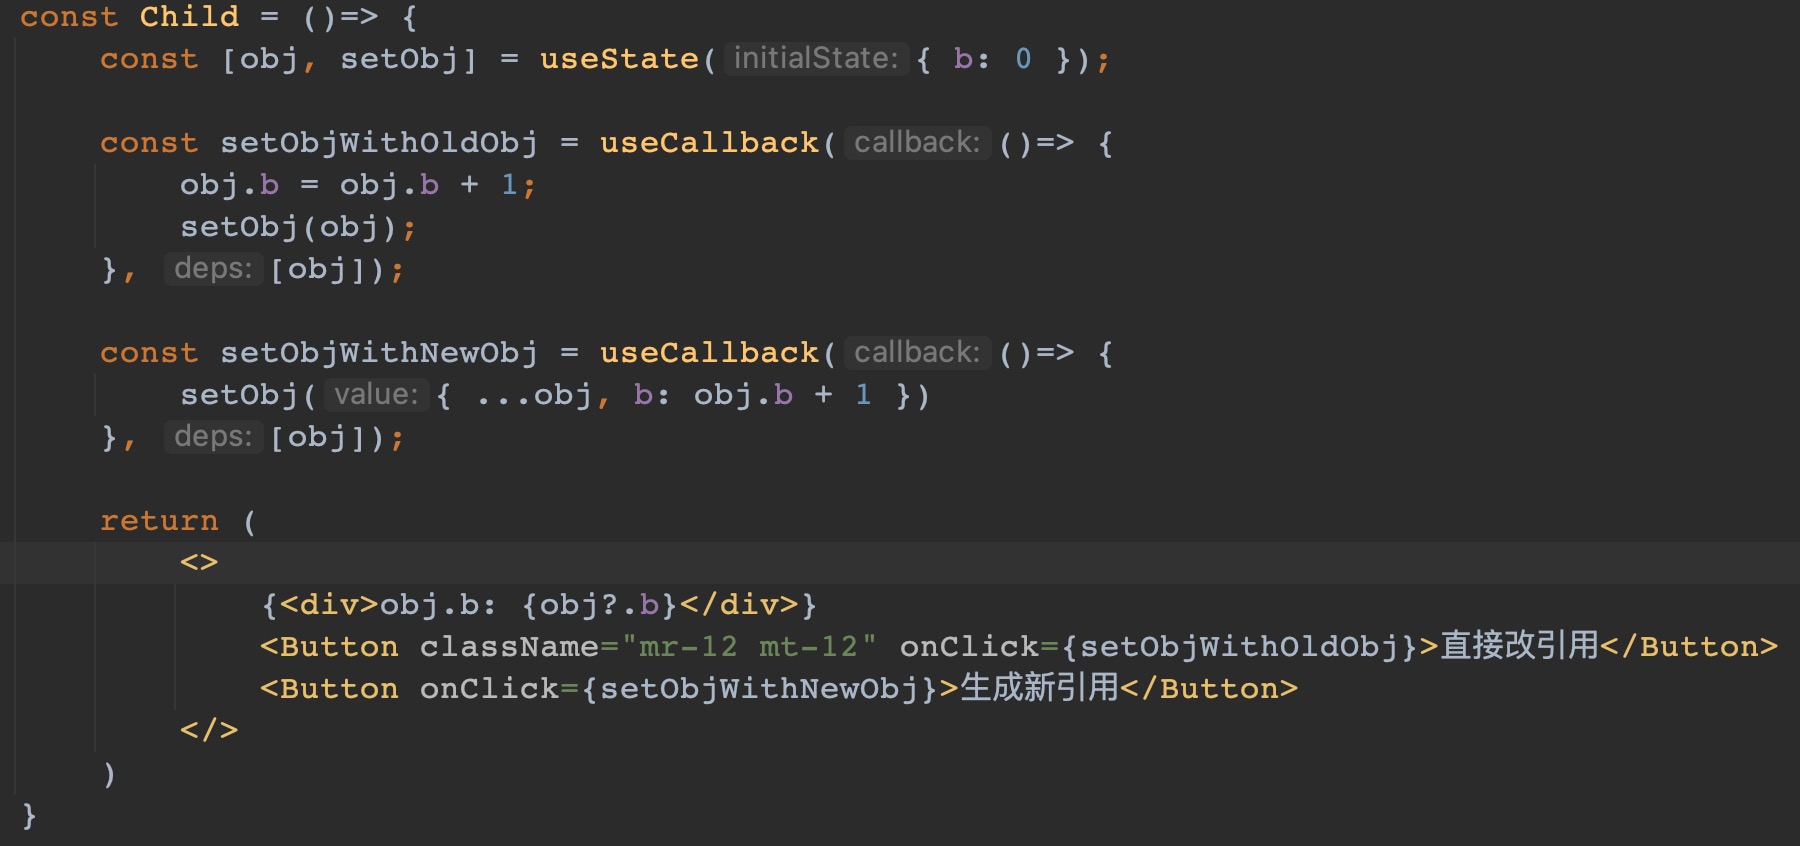 const Child = ()=> {
const [obj, setObj] = useState( initialState: { b: 0 });
const setObjWithOldObj = useCallback( callback: ()=> {
obj.b = obj.b + 1;
setObj(obj);
}, deps: [obj]);
const setObjWithNewObj = useCallback( callback: ()=> {
setObj( value: { ...obj, b: obj.b + 1 })
}, deps: [obj]);
return (
<>
{<div>obj.b: {obj?.b}</div>}
<Button className="mr-12 mt-12" onClick={setObjWithOldObj}>直接改引用</Button>
<Button onClick={setObjWithNewObj}>生成新引用</Button>
</>
)
}